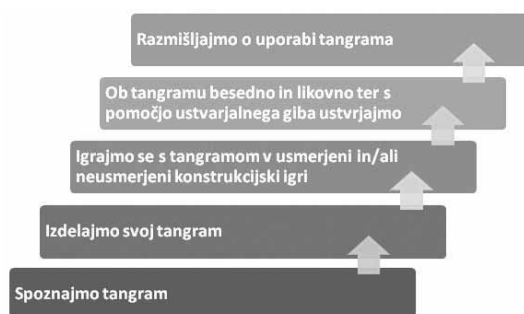 Razmišljajmo o uporabi tangrama
Ob tangramu besedno in likovno ter s
pomočjo ustvarjalnega giba ustvrjajmo
Igrajmo se s tangramom v usmerjeni in/ali
neusmerjeni konstrukcijski igri
Izdelajmo svoj tangram
Spoznajmo tangram